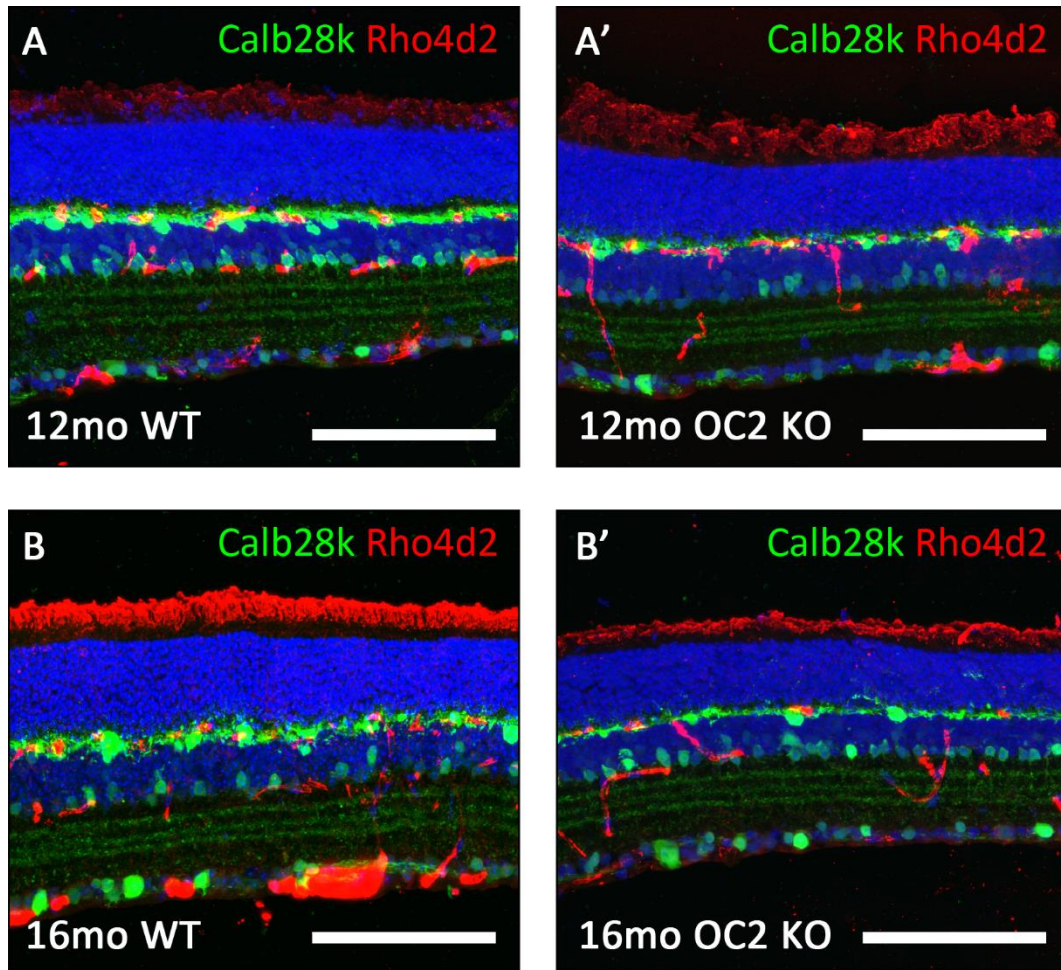 A Calb28k Rho4d2
12mo WT
A’ Calb28k Rho4d2
12mo OC2 KO
B Calb28k Rho4d2
16mo WT
B’ Calb28k Rho4d2
16mo OC2 KO